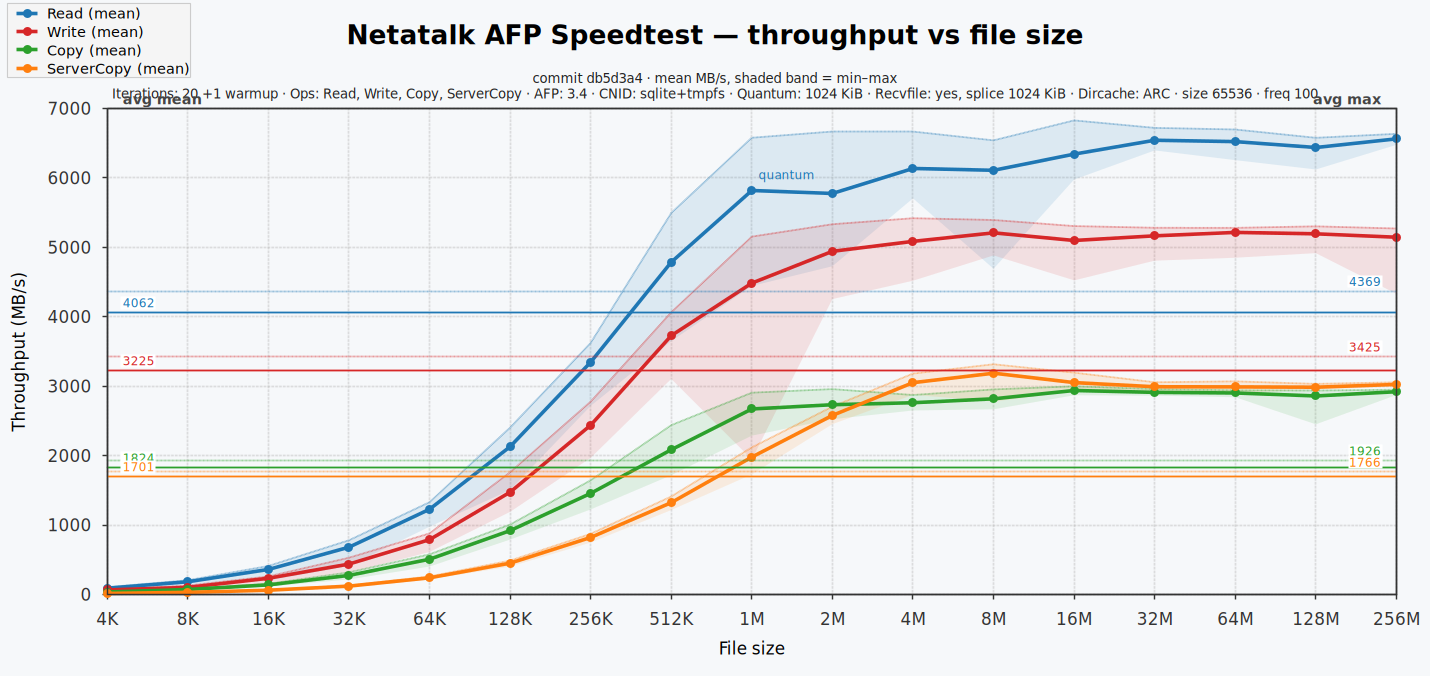 Read (mean)
Write (mean)
Copy (mean)
ServerCopy (mean)
Netatalk AFP Speedtest — throughput vs file size
commit db5d3a4 · mean MB/s, shaded band = min–max
Iterations: 20 +1 warmup · Ops: Read, Write, Copy, ServerCopy · AFP: 3.4 · CNID: sqlite+tmpfs · Quantum: 1024 KiB · Recvfile: yes, splice 1024 KiB · Dircache: ARC · size 65536 · freq 100
avg mean
avg max
7000
6000
5000
4000
3000
2000
1000
0
Throughput (MB/s)
quantum
4062
4369
3225
3425
1824
1926
1701
1766
4K 8K 16K 32K 64K 128K 256K 512K 1M 2M 4M 8M 16M 32M 64M 128M 256M
File size